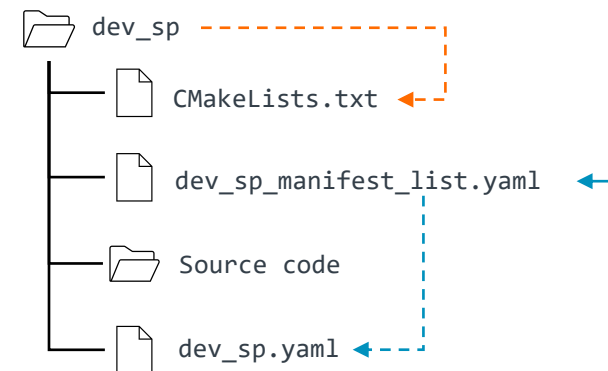 dev_sp
CMakeLists.txt
dev_sp_manifest_list.yaml
Source code
dev_sp.yaml